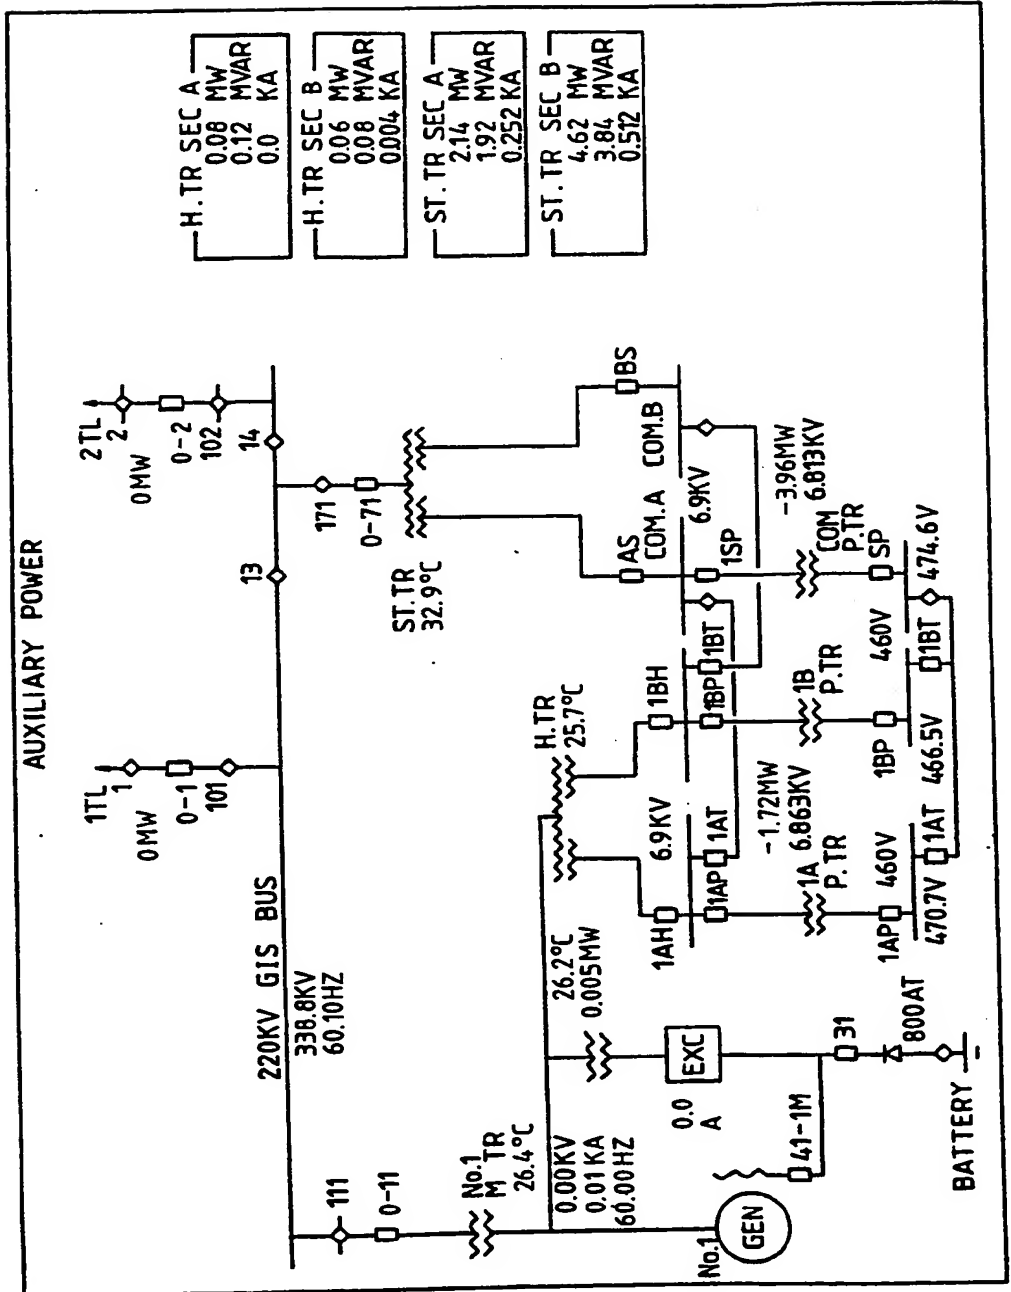 AUXILIARY POWER
1TL
1
0MW
0-1
101
2TL
2
0MW
0-2
102
220KV GIS BUS
338.8KV
60.10HZ
13
14
111
0-11
171
0-71
No.1
M TR
26.4°C
ST.TR
32.9°C
H.TR
25.7°C
0.00KV
0.01KA
60.00HZ
26.2°C
0.005MW
EXC
0.0
A
No.1
GEN
41-1M
31
800AT
BATTERY
1AH
6.9KV
1BH
AS
COM.A
COM.B
BS
6.9KV
1AP
1AT
1BP
1BT
1SP
-1.72MW
6.863KV
-3.96MW
6.813KV
1A
P.TR
1B
P.TR
COM
P.TR
1AP
460V
1BP
460V
SP
470.7V
1AT
466.5V
1BT
474.6V
H.TR SEC A
0.08 MW
0.12 MVAR
0.0 KA
H.TR SEC B
0.06 MW
0.08 MVAR
0.004 KA
ST.TR SEC A
2.14 MW
1.92 MVAR
0.252 KA
ST.TR SEC B
4.62 MW
3.84 MVAR
0.512 KA